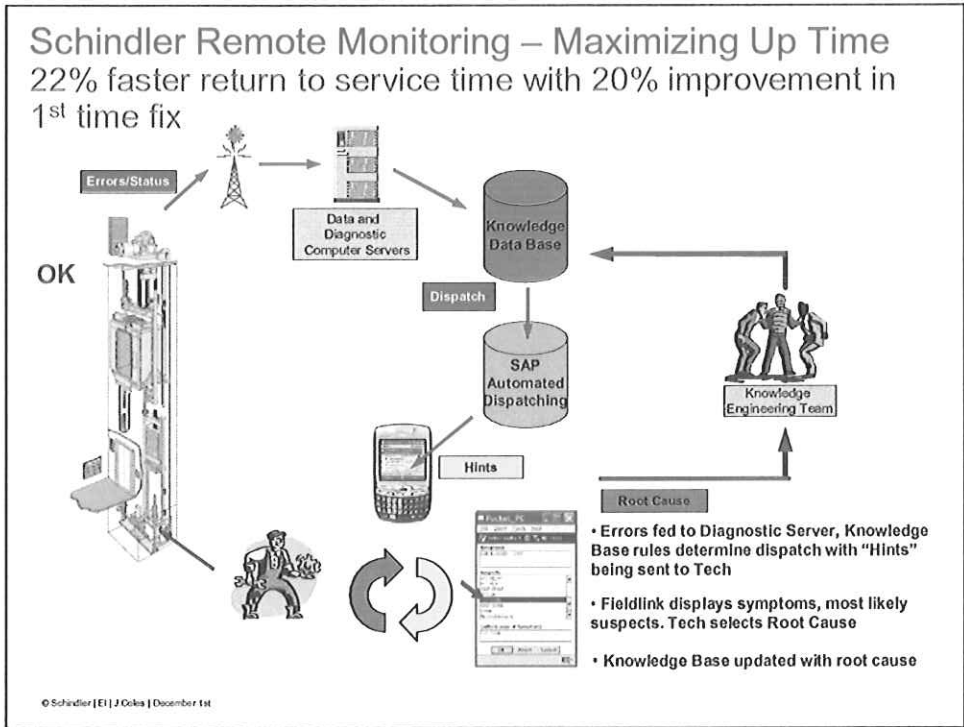 Schindler Remote Monitoring – Maximizing Up Time
22% faster return to service time with 20% improvement in
1st time fix
Errors/Status
Data and
Diagnostic
Computer Servers
Knowledge
Data Base
OK
Dispatch
SAP
Automated
Dispatching
Knowledge
Engineering Team
Hints
Root Cause
Pocket_PC
• Errors fed to Diagnostic Server, Knowledge
Base rules determine dispatch with "Hints"
being sent to Tech
• Fieldlink displays symptoms, most likely
suspects. Tech selects Root Cause
• Knowledge Base updated with root cause
© Schindler | EI | J Coles | December 1st